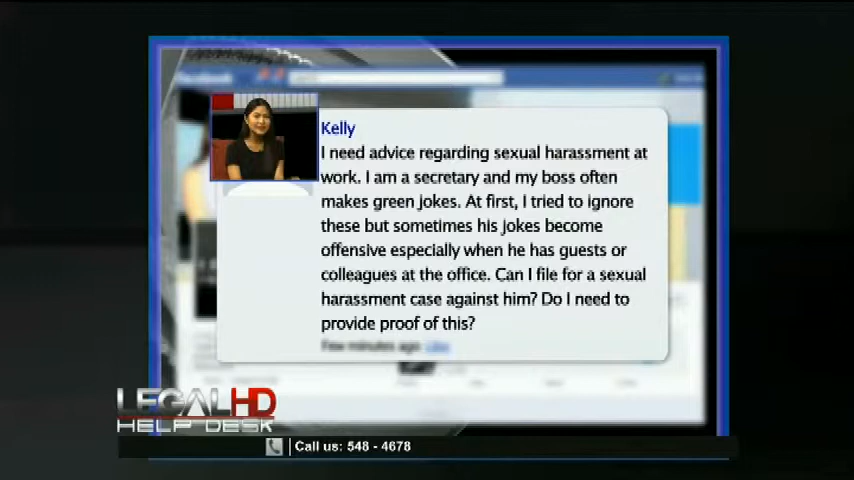 facebook
Kelly
I need advice regarding sexual harassment at
work. I am a secretary and my boss often
makes green jokes. At first, I tried to ignore
these but sometimes his jokes become
offensive especially when he has guests or
colleagues at the office. Can I file for a sexual
harassment case against him? Do I need to
provide proof of this?
Few minutes ago Like
LEGALHD
HELP DESK
Call us: 548 - 4678